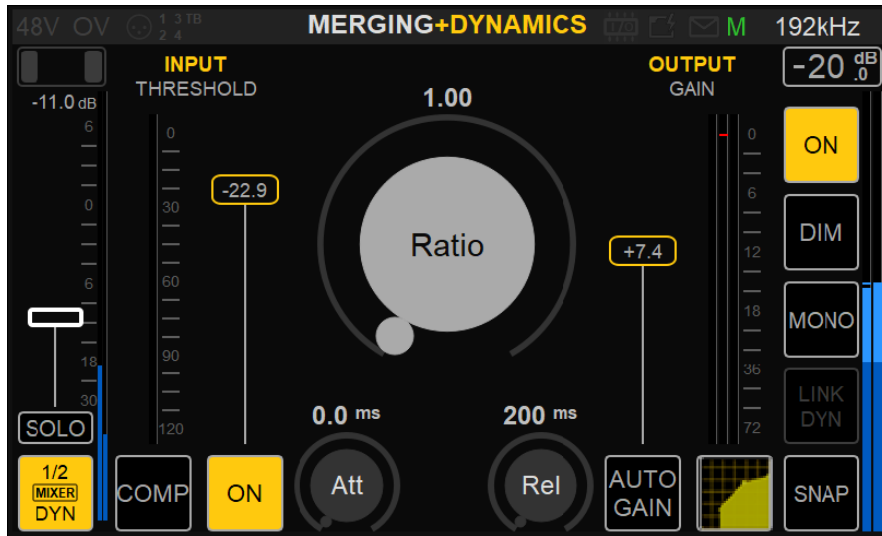 48V OV 1 3 TB MERGING+DYNAMICS I/O M 192kHz
2 4
INPUT OUTPUT -20 dB .0
THRESHOLD GAIN
-11.0 dB 1.00
6 0 0 ON
-22.9
0 30 6
Ratio +7.4 12 DIM
6 60
18 MONO
18 90
36
30 LINK
DYN
SOLO 120 0.0 ms 200 ms 72
1/2
MIXER
DYN
COMP ON Att Rel AUTO
GAIN
SNAP